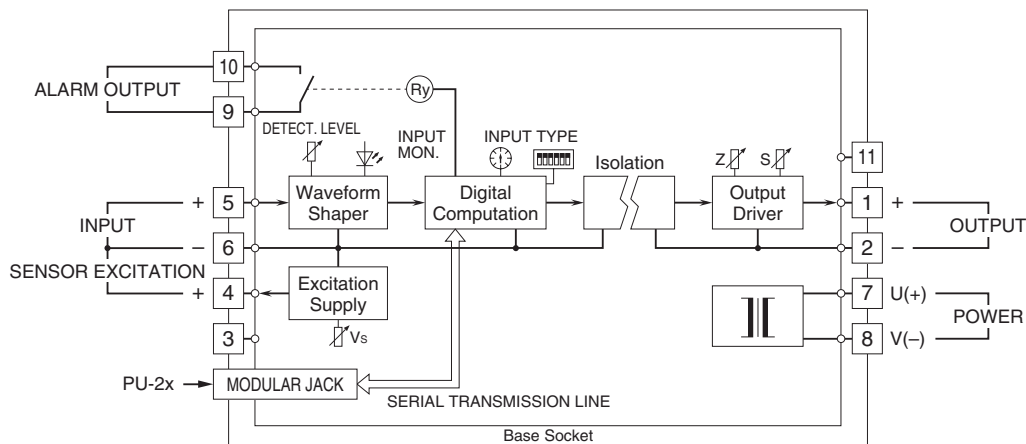 10
ALARM OUTPUT
9
Ry
DETECT. LEVEL
INPUT
MON.
INPUT TYPE
Isolation
Z
S
11
Waveform
Shaper
Digital
Computation
Output
Driver
+
5
1
+
INPUT
OUTPUT
–
6
2
–
SENSOR EXCITATION
+
4
Excitation
Supply
7
U(+)
POWER
3
Vs
8
V(–)
PU-2x
MODULAR JACK
SERIAL TRANSMISSION LINE
Base Socket